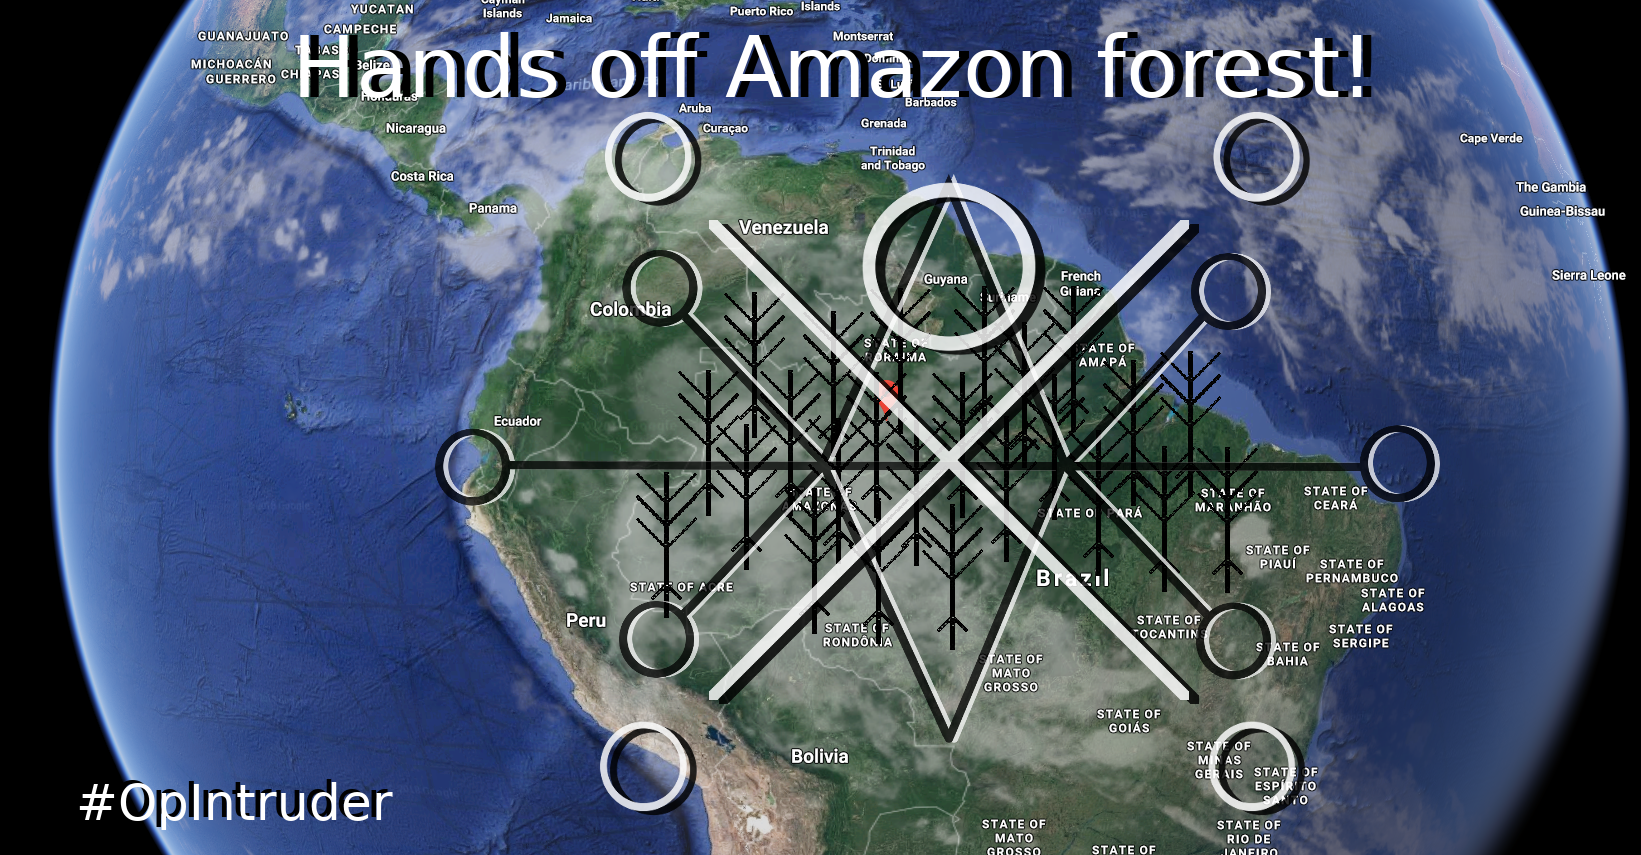 YUCATAN
Cayman
Islands
Jamaica
Puerto Rico
Islands
GUANAJUATO
CAMPECHE
Montserrat
Hands off Amazon forest!
MICHOACÁN
Belize
GUERRERO
Honduras
Aruba
Barbados
Curaçao
Grenada
Nicaragua
Cape Verde
Trinidad
and Tobago
Costa Rica
The Gambia
Panama
Guinea-Bissau
Venezuela
Sierra Leone
Guyana
French
Guiana
Suriname
Colombia
STATE OF
RORAIMA
STATE OF
AMAPÁ
Ecuador
STATE OF
AMAZONAS
STATE OF PARÁ
STATE OF
MARANHÃO
STATE OF
CEARÁ
STATE OF
PIAUÍ
STATE OF
PERNAMBUCO
Brazil
STATE OF ACRE
STATE OF
ALAGOAS
Peru
STATE OF
RONDÔNIA
STATE OF
TOCANTINS
STATE OF
SERGIPE
STATE OF
BAHIA
STATE OF
MATO
GROSSO
STATE OF
GOIÁS
Bolivia
STATE OF
MINAS
GERAIS
STATE OF
ESPÍRITO
SANTO
#OpIntruder
STATE OF
MATO
GROSSO
STATE OF
RIO DE
JANEIRO
STATE OF